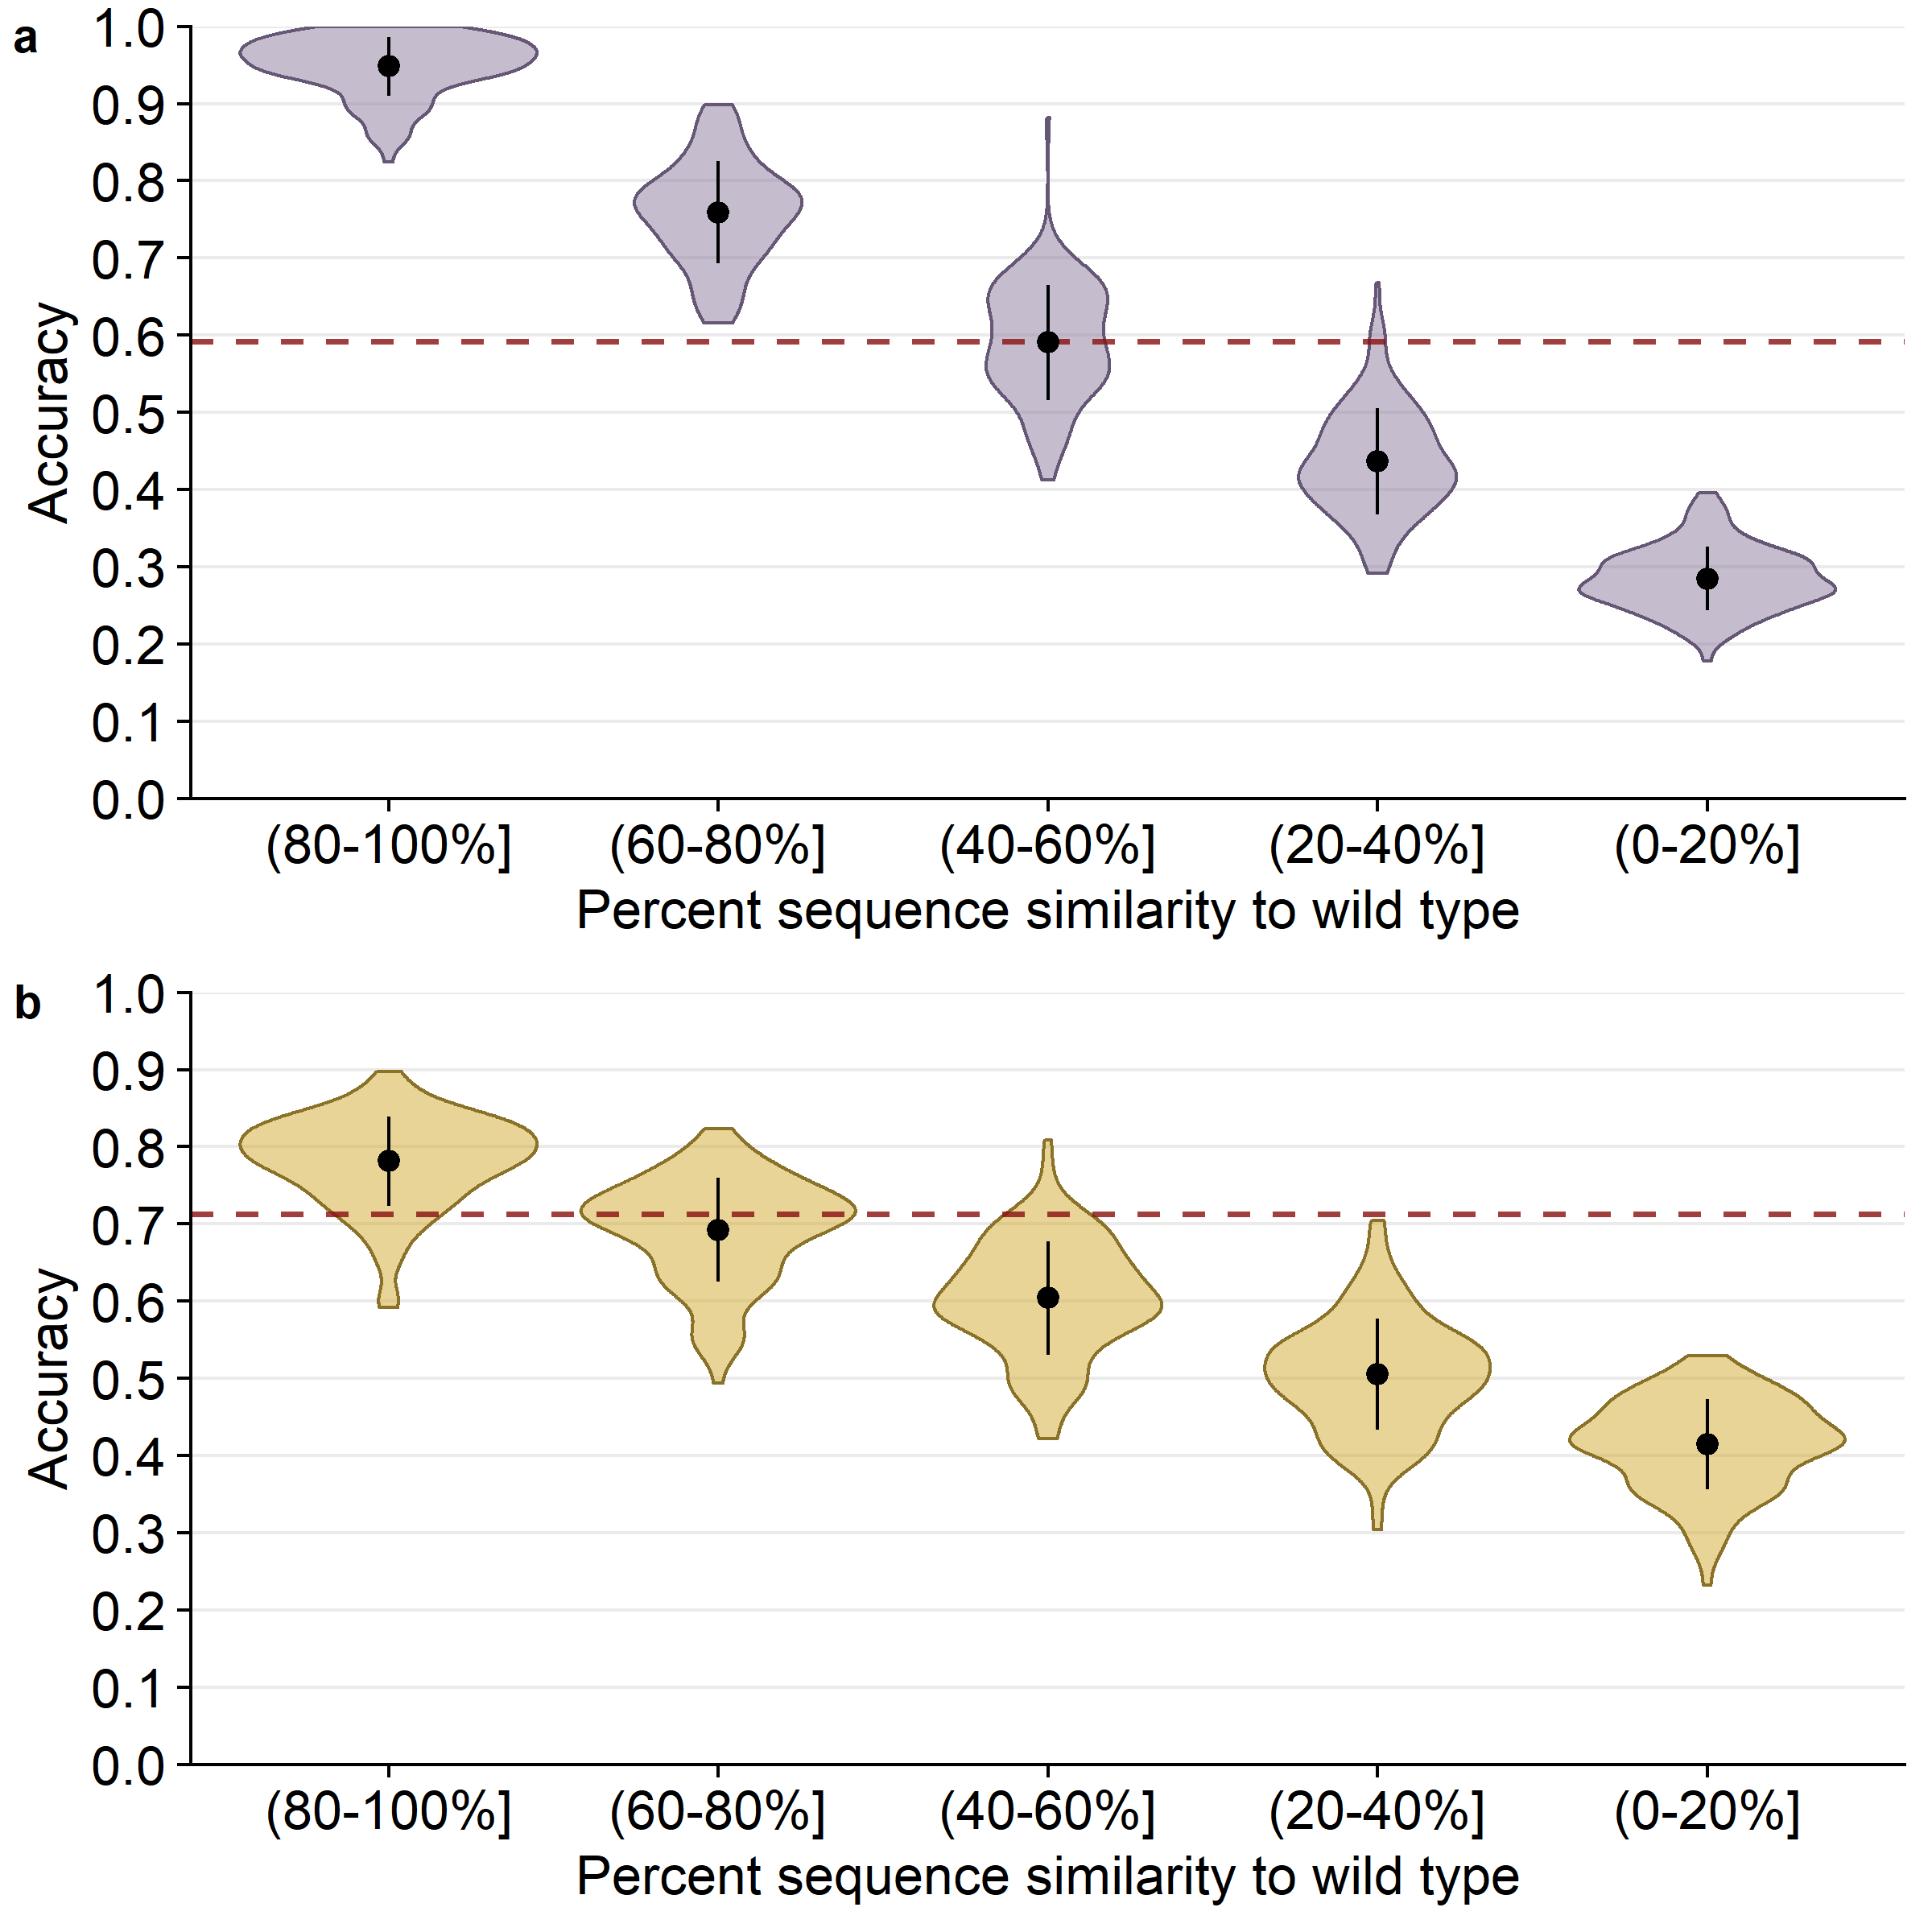 a
Accuracy
1.0
0.9
0.8
0.7
0.6
0.5
0.4
0.3
0.2
0.1
0.0
(80-100%] (60-80%] (40-60%] (20-40%] (0-20%]
Percent sequence similarity to wild type
b
Accuracy
1.0
0.9
0.8
0.7
0.6
0.5
0.4
0.3
0.2
0.1
0.0
(80-100%] (60-80%] (40-60%] (20-40%] (0-20%]
Percent sequence similarity to wild type